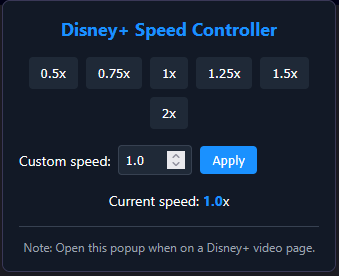 Disney+ Speed Controller
0.5x 0.75x 1x 1.25x 1.5x
2x
Custom speed: 1.0 Apply
Current speed: 1.0x
Note: Open this popup when on a Disney+ video page.